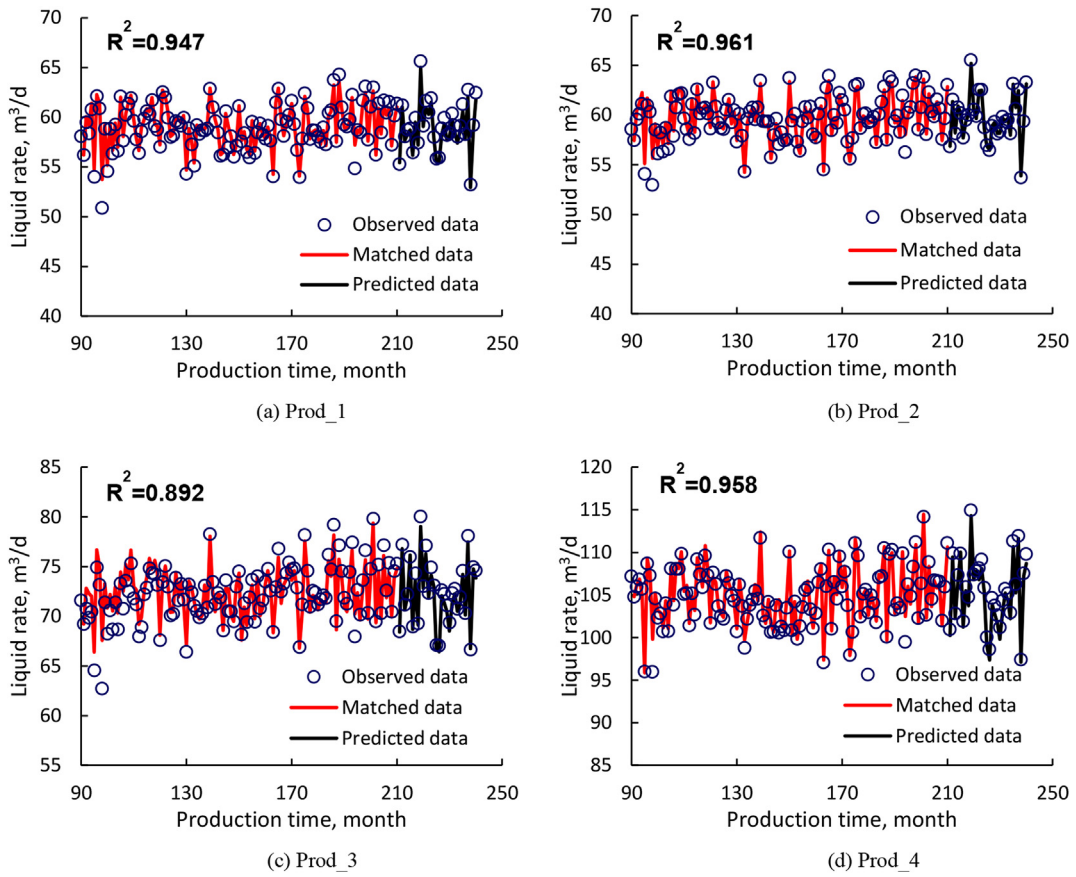 R²=0.947
Liquid rate, m³/d
70
65
60
55
50
45
40
Observed data
Matched data
Predicted data
90 130 170 210 250
Production time, month
(a) Prod_1
R²=0.961
Liquid rate, m³/d
70
65
60
55
50
45
40
Observed data
Matched data
Predicted data
90 130 170 210 250
Production time, month
(b) Prod_2
R²=0.892
Liquid rate, m³/d
85
80
75
70
65
60
55
Observed data
Matched data
Predicted data
90 130 170 210 250
Production time, month
(c) Prod_3
R²=0.958
Liquid rate, m³/d
120
115
110
105
100
95
90
85
Observed data
Matched data
Predicted data
90 130 170 210 250
Production time, month
(d) Prod_4